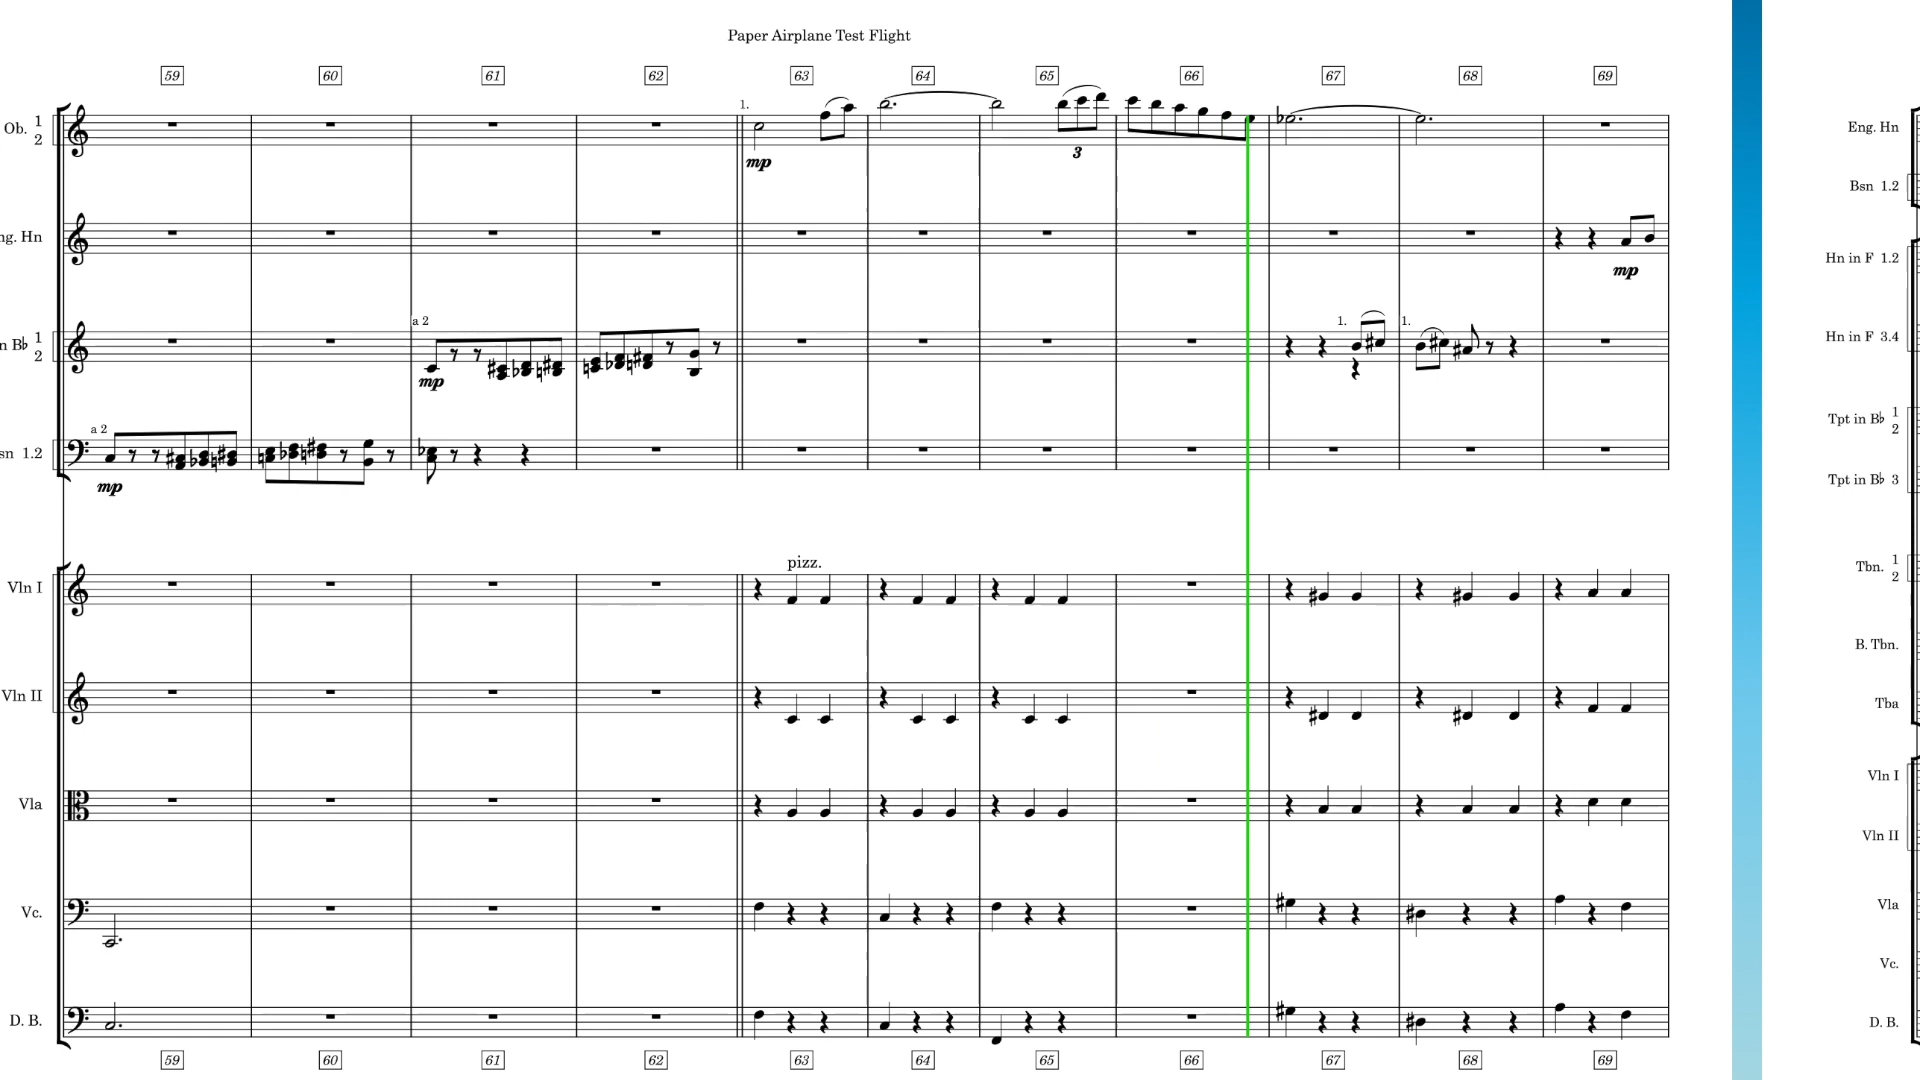 Paper Airplane Test Flight
59 60 61 62 63 64 65 66 67 68 69
Ob. 1 2
1.
mp
3
ng. Hn
mp
n B♭ 1 2
a 2
mp
1.
1.
sn 1.2
a 2
mp
pizz.
Vln I
Vln II
Vla
Vc.
D. B.
59 60 61 62 63 64 65 66 67 68 69
Eng. Hn
Bsn 1.2
Hn in F 1.2
Hn in F 3.4
Tpt in B♭ 1 2
Tpt in B♭ 3
Tbn. 1 2
B. Tbn.
Tba
Vln I
Vln II
Vla
Vc.
D. B.